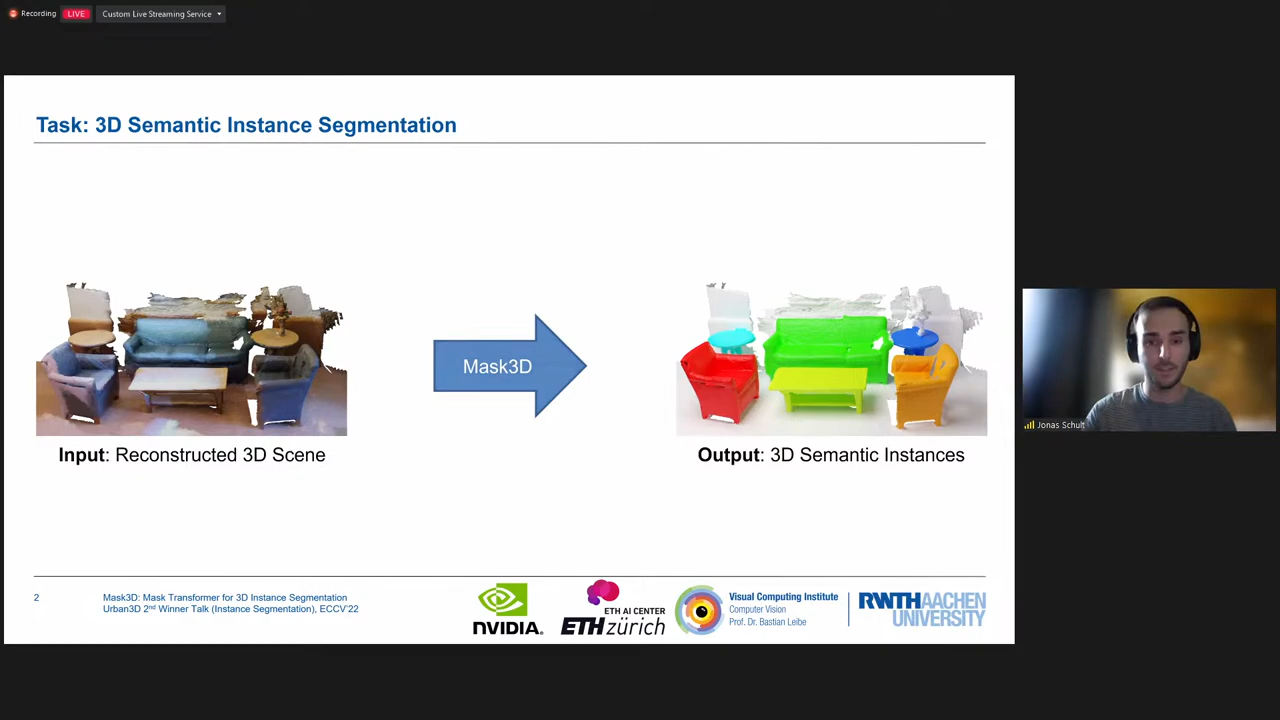 Recording
LIVE
Custom Live Streaming Service
Task: 3D Semantic Instance Segmentation
Mask3D
Input: Reconstructed 3D Scene
Output: 3D Semantic Instances
Jonas Schult
2
Mask3D: Mask Transformer for 3D Instance Segmentation
Urban3D 2nd Winner Talk (Instance Segmentation), ECCV'22
NVIDIA.
ETH AI CENTER
ETH zürich
Visual Computing Institute
Computer Vision
Prof. Dr. Bastian Leibe
RWTH AACHEN
UNIVERSITY